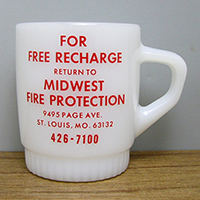 FOR
FREE RECHARGE
RETURN TO
MIDWEST
FIRE PROTECTION
9495 PAGE AVE.
ST. LOUIS, MO. 63132
426-7100